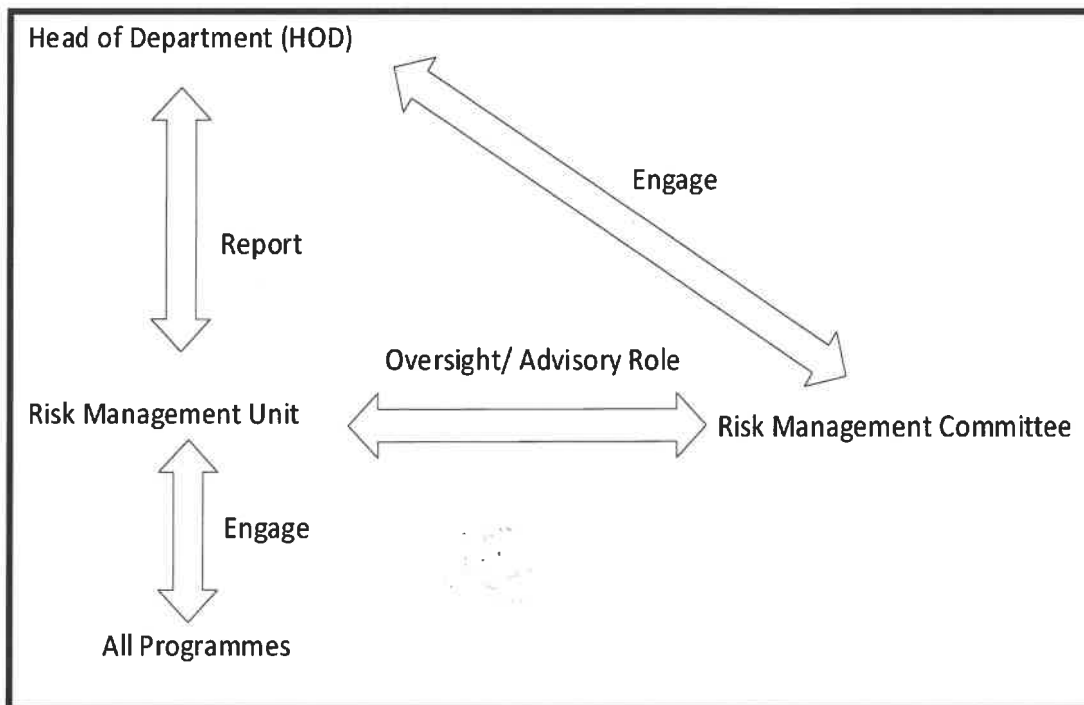 Head of Department (HOD)
Engage
Report
Oversight/ Advisory Role
Risk Management Unit
Risk Management Committee
Engage
All Programmes